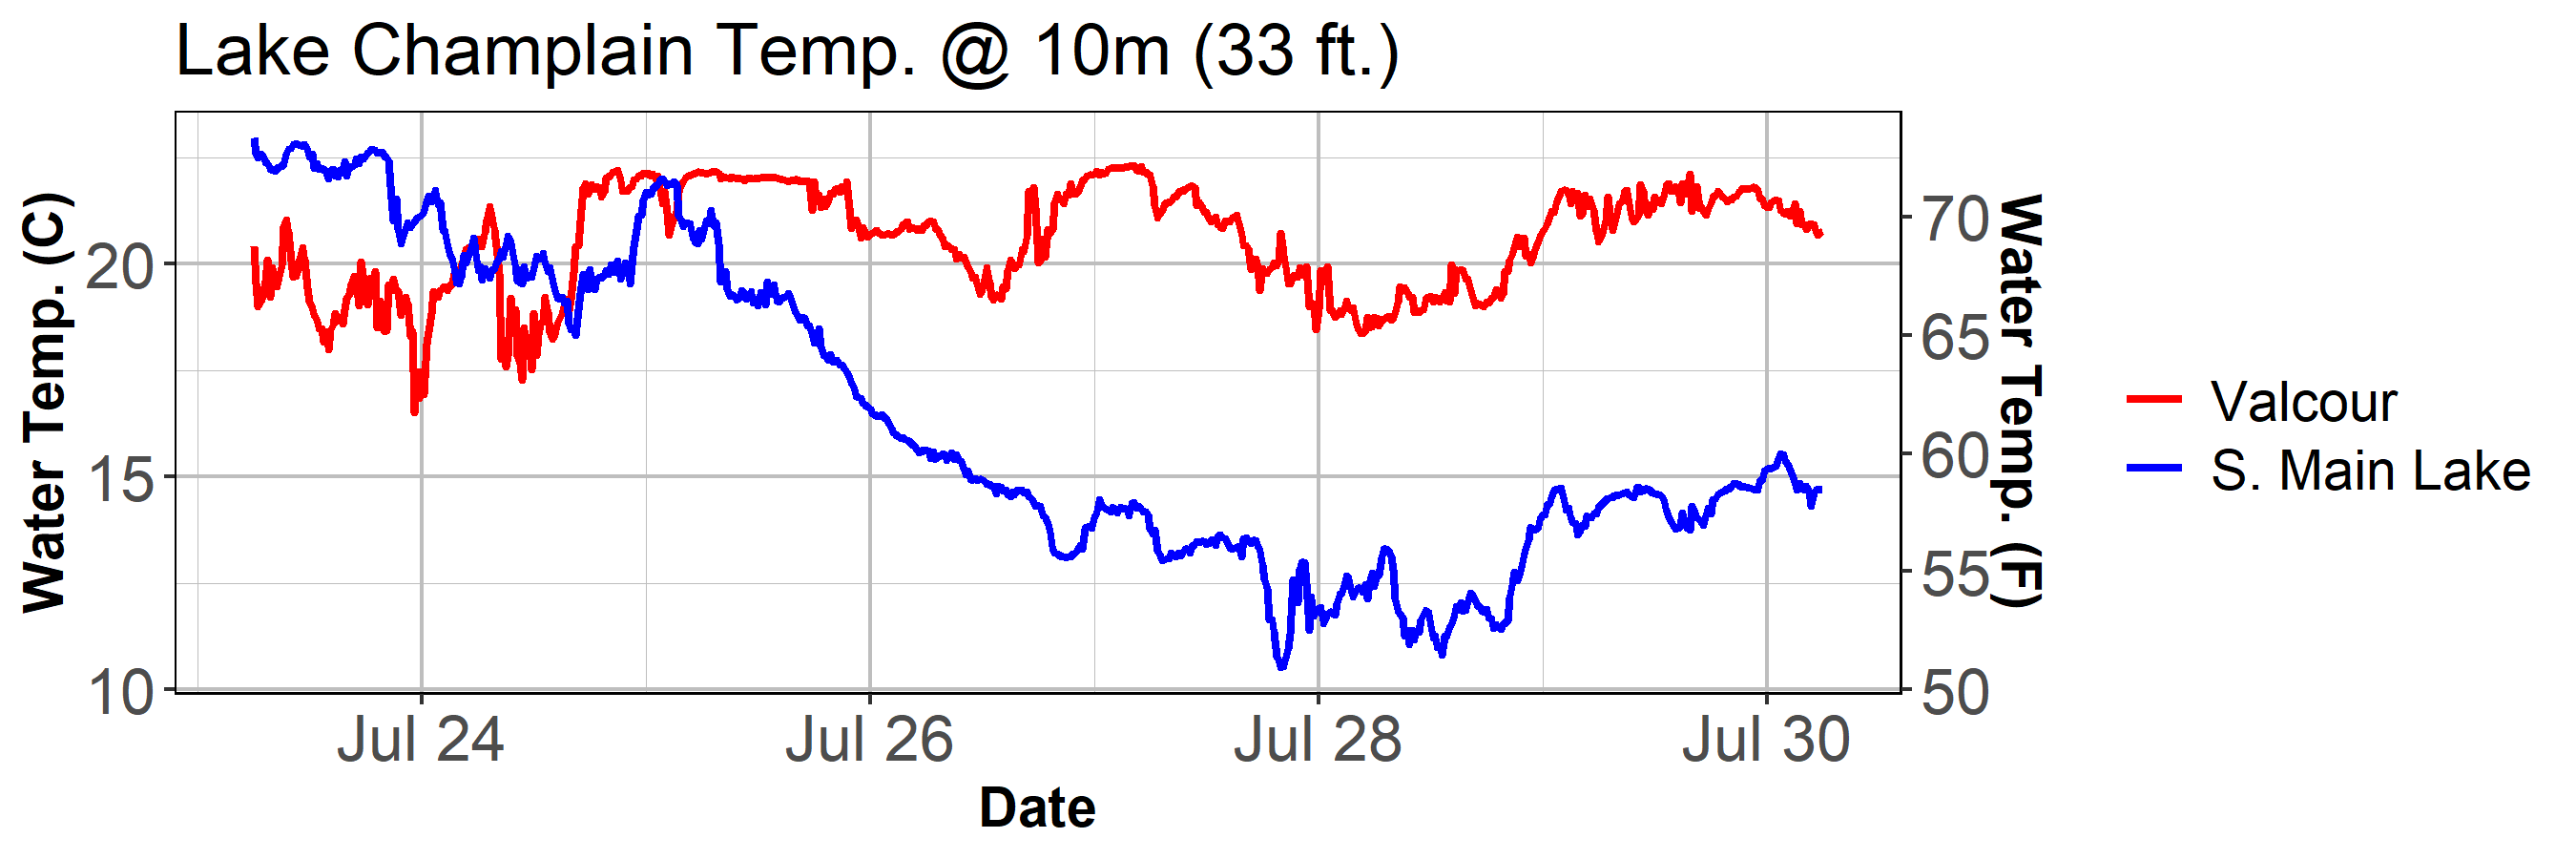 Lake Champlain Temp. @ 10m (33 ft.)
Water Temp. (C)
20
15
10
Jul 24
Jul 26
Jul 28
Jul 30
Date
70
65
60
55
50
Water Temp. (F)
Valcour
S. Main Lake